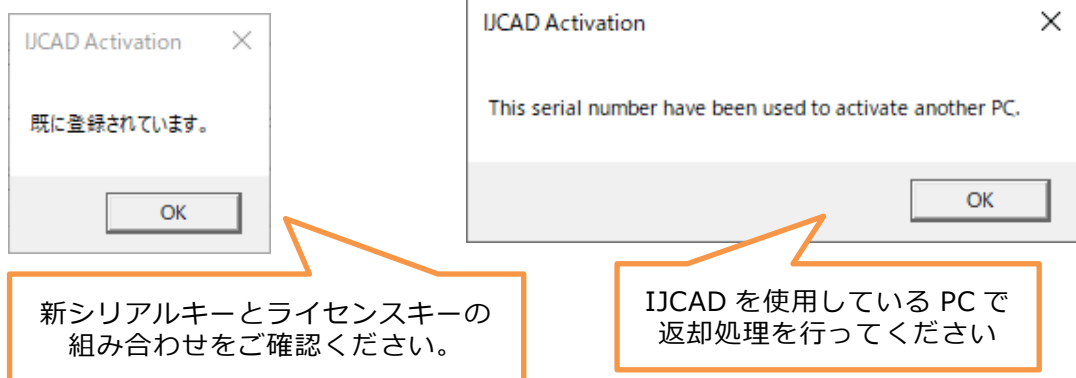 IJCAD Activation
既に登録されています。
OK
IJCAD Activation
This serial number have been used to activate another PC.
OK
新シリアルキーとライセンスキーの
組み合わせをご確認ください。
IJCAD を使用している PC で
返却処理を行ってください